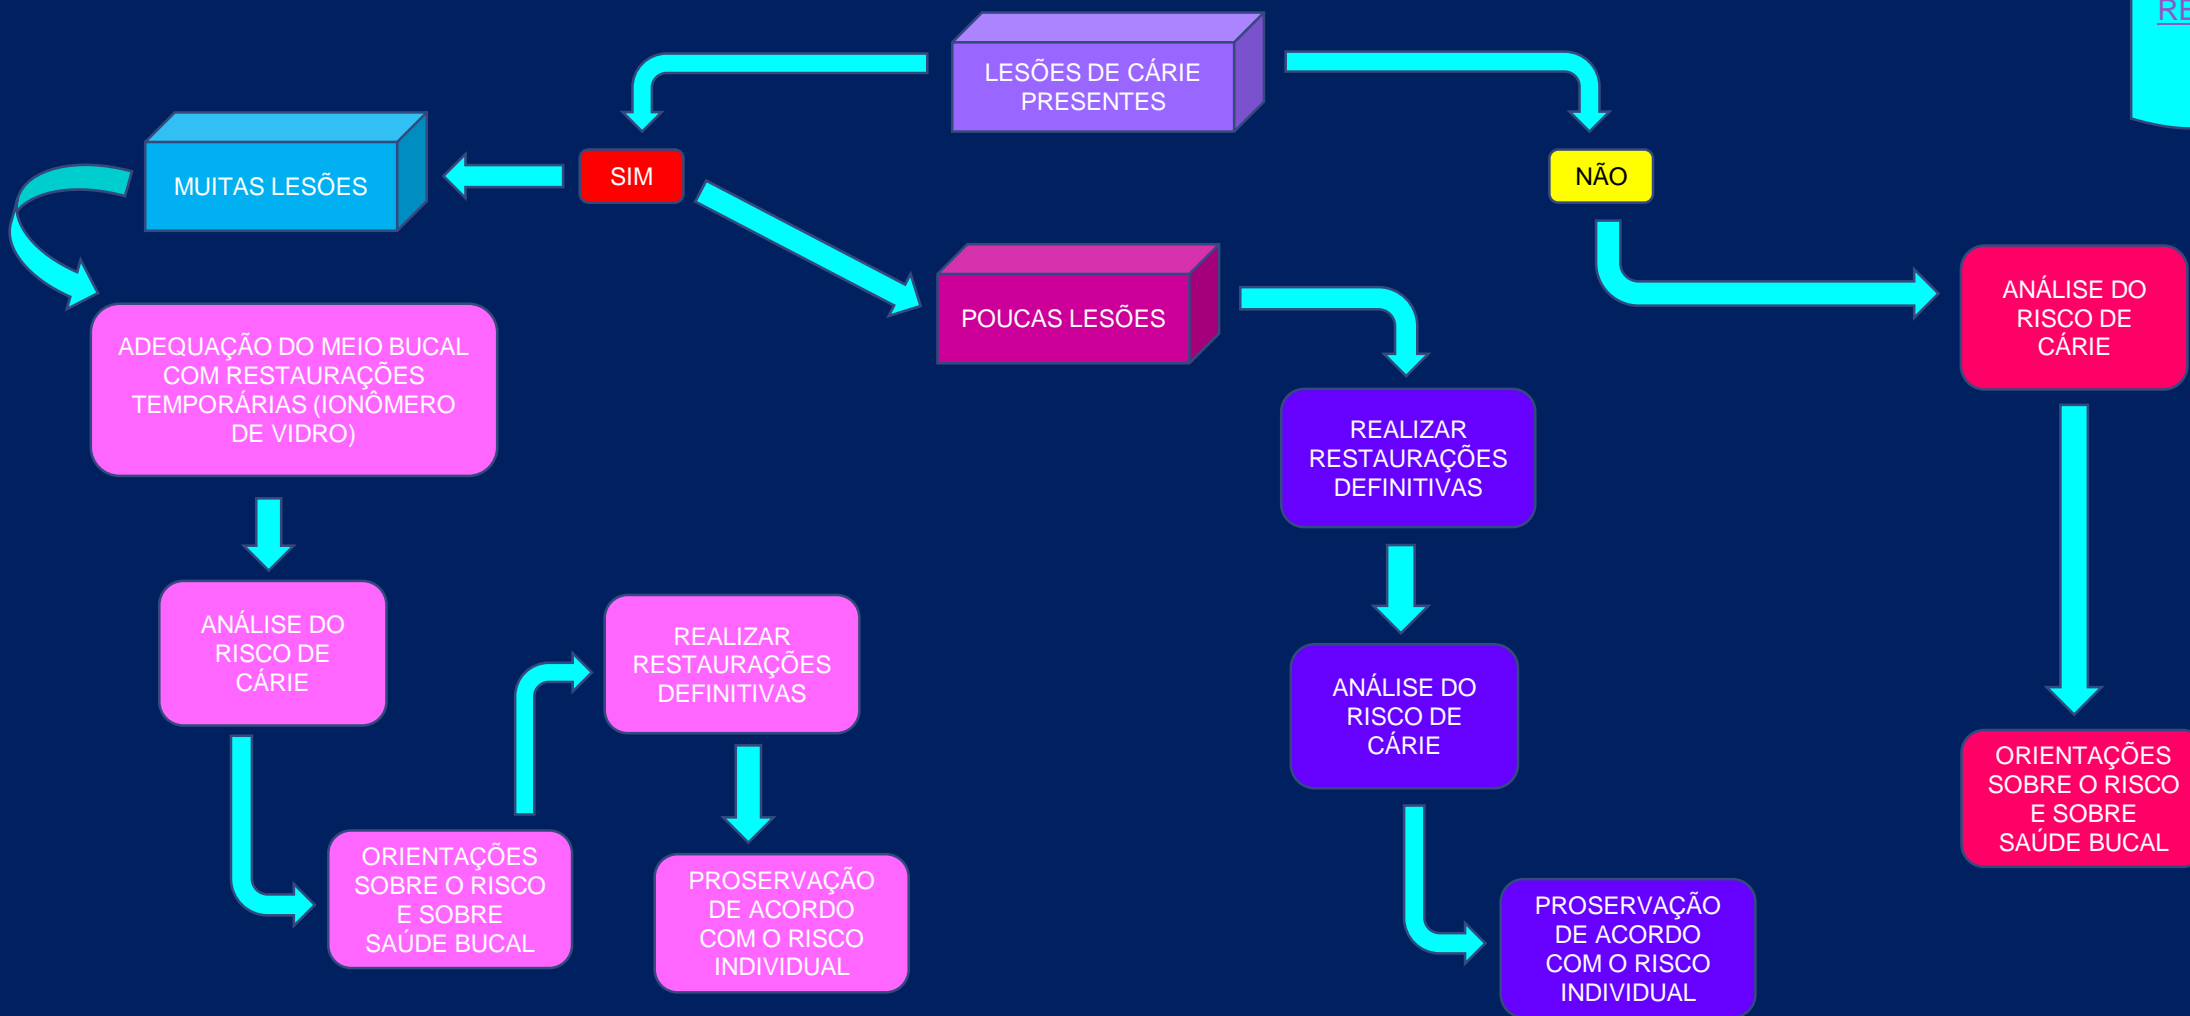 LESÕES DE CÁRIE
PRESENTES
SIM
NÃO
MUITAS LESÕES
POUCAS LESÕES
ADEQUAÇÃO DO MEIO BUCAL
COM RESTAURAÇÕES
TEMPORÁRIAS (IONÔMERO
DE VIDRO)
ANÁLISE DO
RISCO DE
CÁRIE
ORIENTAÇÕES
SOBRE O RISCO
E SOBRE
SAÚDE BUCAL
REALIZAR
RESTAURAÇÕES
DEFINITIVAS
PROSERVAÇÃO
DE ACORDO
COM O RISCO
INDIVIDUAL
REALIZAR
RESTAURAÇÕES
DEFINITIVAS
ANÁLISE DO
RISCO DE
CÁRIE
PROSERVAÇÃO
DE ACORDO
COM O RISCO
INDIVIDUAL
ANÁLISE DO
RISCO DE
CÁRIE
ORIENTAÇÕES
SOBRE O RISCO
E SOBRE
SAÚDE BUCAL